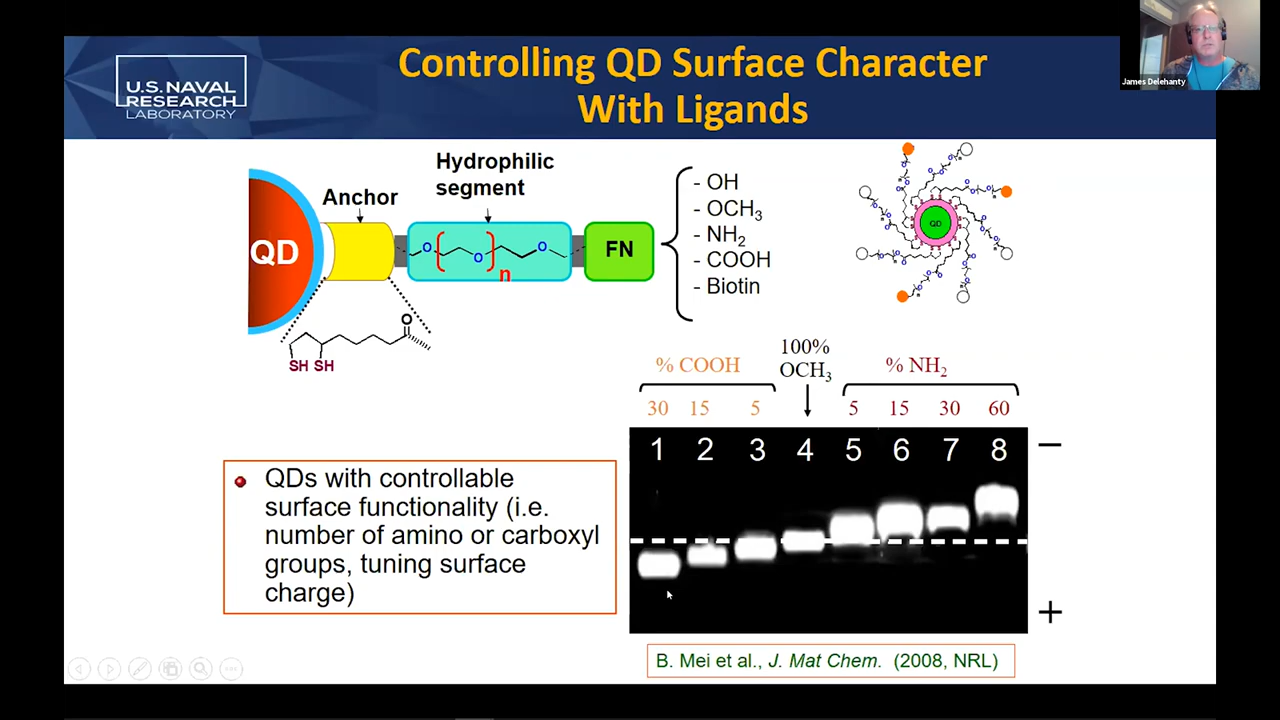 Controlling QD Surface Character
With Ligands
U.S. NAVAL
RESEARCH
LABORATORY
James Delehanty
Hydrophilic
segment
Anchor
QD
O
O
O
n
FN
- OH
- OCH₃
- NH₂
- COOH
- Biotin
QD
O
SH SH
% COOH
100%
OCH₃
% NH₂
30 15 5
5 15 30 60
1 2 3 4 5 6 7 8
−
+
QDs with controllable
surface functionality (i.e.
number of amino or carboxyl
groups, tuning surface
charge)
B. Mei et al., J. Mat Chem. (2008, NRL)